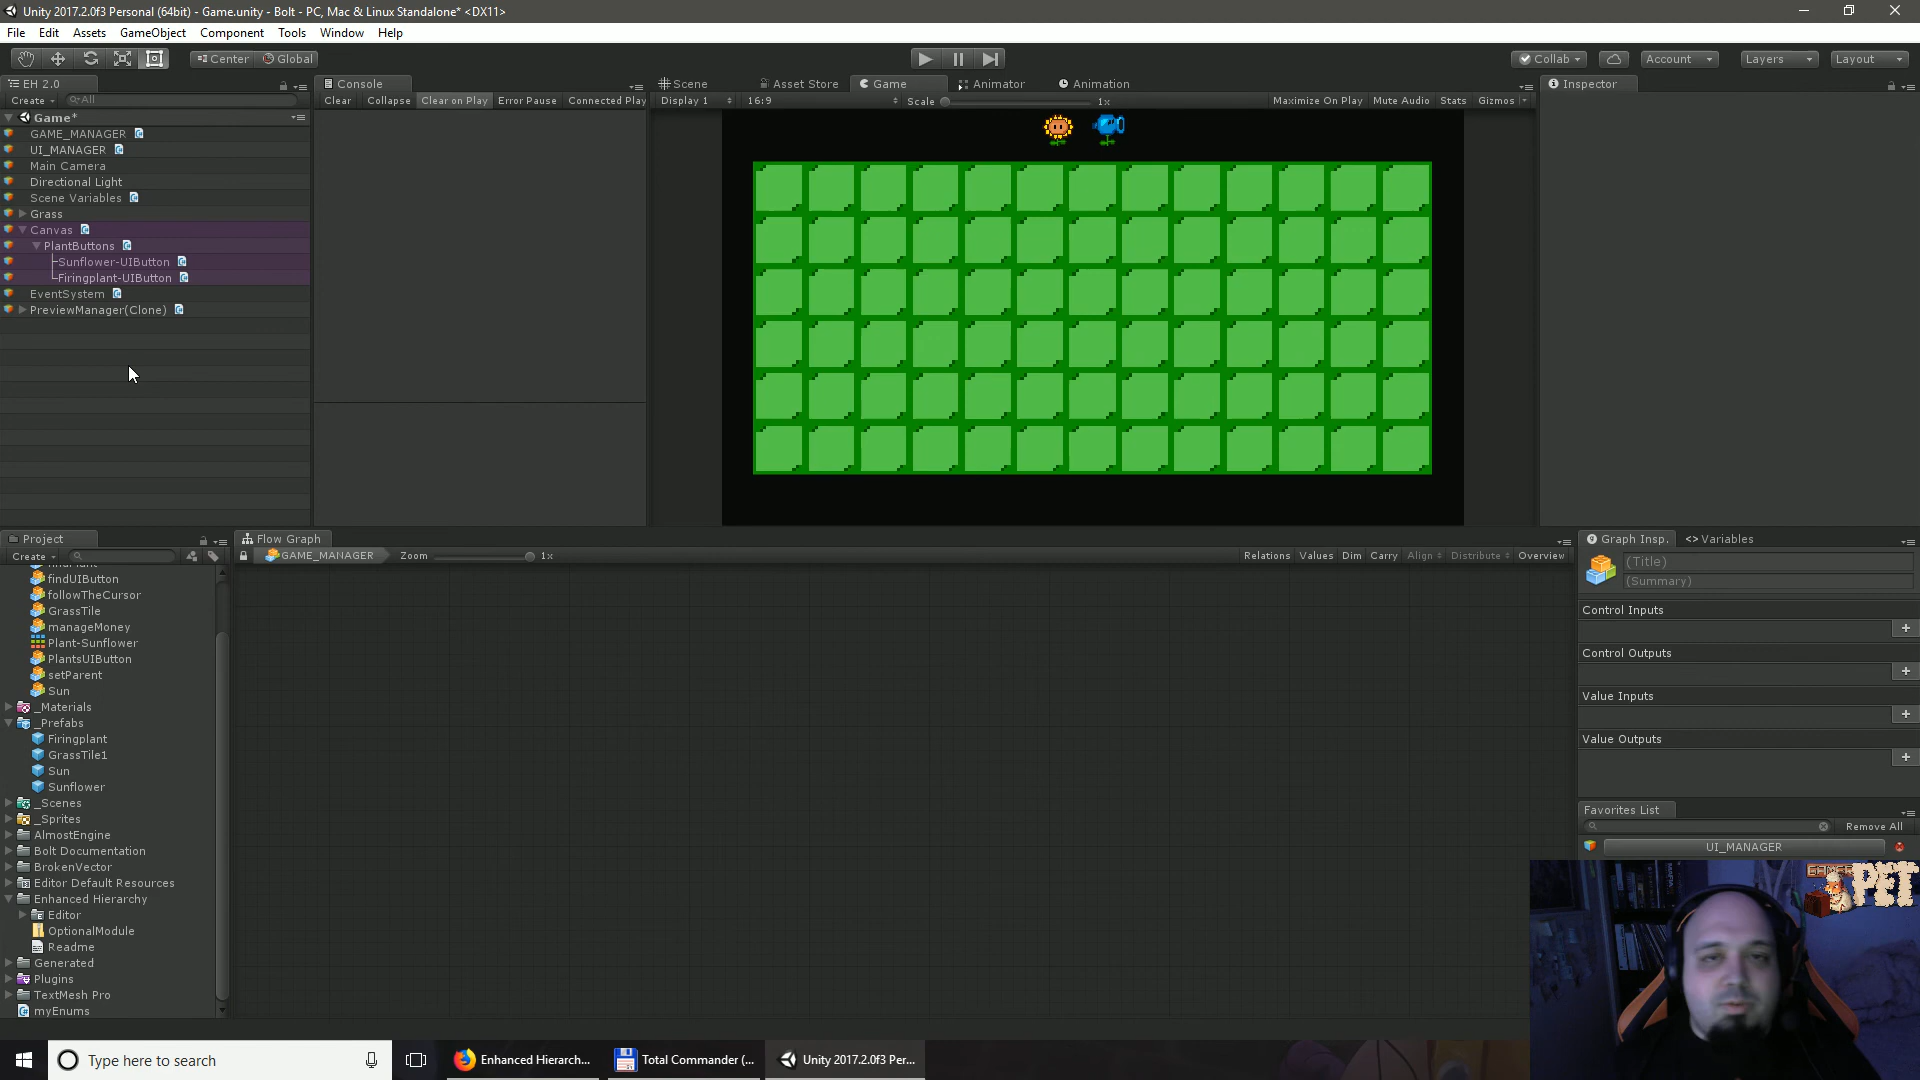 Unity 2017.2.0f3 Personal (64bit) - Game.unity - Bolt - PC, Mac & Linux Standalone* <DX11>
File Edit Assets GameObject Component Tools Window Help
Center Global Collab Account Layers Layout
EH 2.0 Console Scene Asset Store Game Animator Animation Inspector
Create All Clear Collapse Clear on Play Error Pause Connected Play Display 1 16:9 Scale 1x Maximize On Play Mute Audio Stats Gizmos
Game*
GAME_MANAGER
UI_MANAGER
Main Camera
Directional Light
Scene Variables
Grass
Canvas
PlantButtons
Sunflower-UIButton
Firingplant-UIButton
EventSystem
PreviewManager(Clone)
Project Flow Graph
Create GAME_MANAGER Zoom 1x Relations Values Dim Carry Align Distribute Overview
findUIButton
followTheCursor
GrassTile
manageMoney
Plant-Sunflower
PlantsUIButton
setParent
Sun
_Materials
_Prefabs
Firingplant
GrassTile1
Sun
Sunflower
_Scenes
_Sprites
AlmostEngine
Bolt Documentation
BrokenVector
Editor Default Resources
Enhanced Hierarchy
Editor
OptionalModule
Readme
Generated
Plugins
TextMesh Pro
myEnums
Graph Insp. <> Variables
(Title)
(Summary)
Control Inputs
+
Control Outputs
+
Value Inputs
+
Value Outputs
+
Favorites List
Remove All
UI_MANAGER
PET
Type here to search Enhanced Hierarch... Total Commander (... Unity 2017.2.0f3 Per...